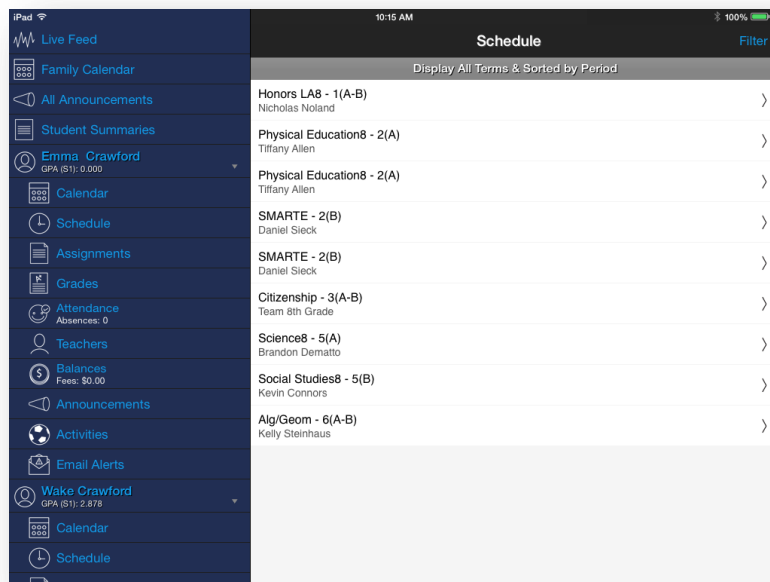 iPad
10:15 AM
100%
Live Feed
Family Calendar
All Announcements
Student Summaries
Emma Crawford
GPA (S1): 0.000
Calendar
Schedule
Assignments
Grades
Attendance
Absences: 0
Teachers
Balances
Fees: $0.00
Announcements
Activities
Email Alerts
Wake Crawford
GPA (S1): 2.878
Calendar
Schedule
Schedule
Filter
Display All Terms & Sorted by Period
Honors LA8 - 1(A-B)
Nicholas Noland
Physical Education8 - 2(A)
Tiffany Allen
Physical Education8 - 2(A)
Tiffany Allen
SMARTE - 2(B)
Daniel Sieck
SMARTE - 2(B)
Daniel Sieck
Citizenship - 3(A-B)
Team 8th Grade
Science8 - 5(A)
Brandon Dematto
Social Studies8 - 5(B)
Kevin Connors
Alg/Geom - 6(A-B)
Kelly Steinhaus